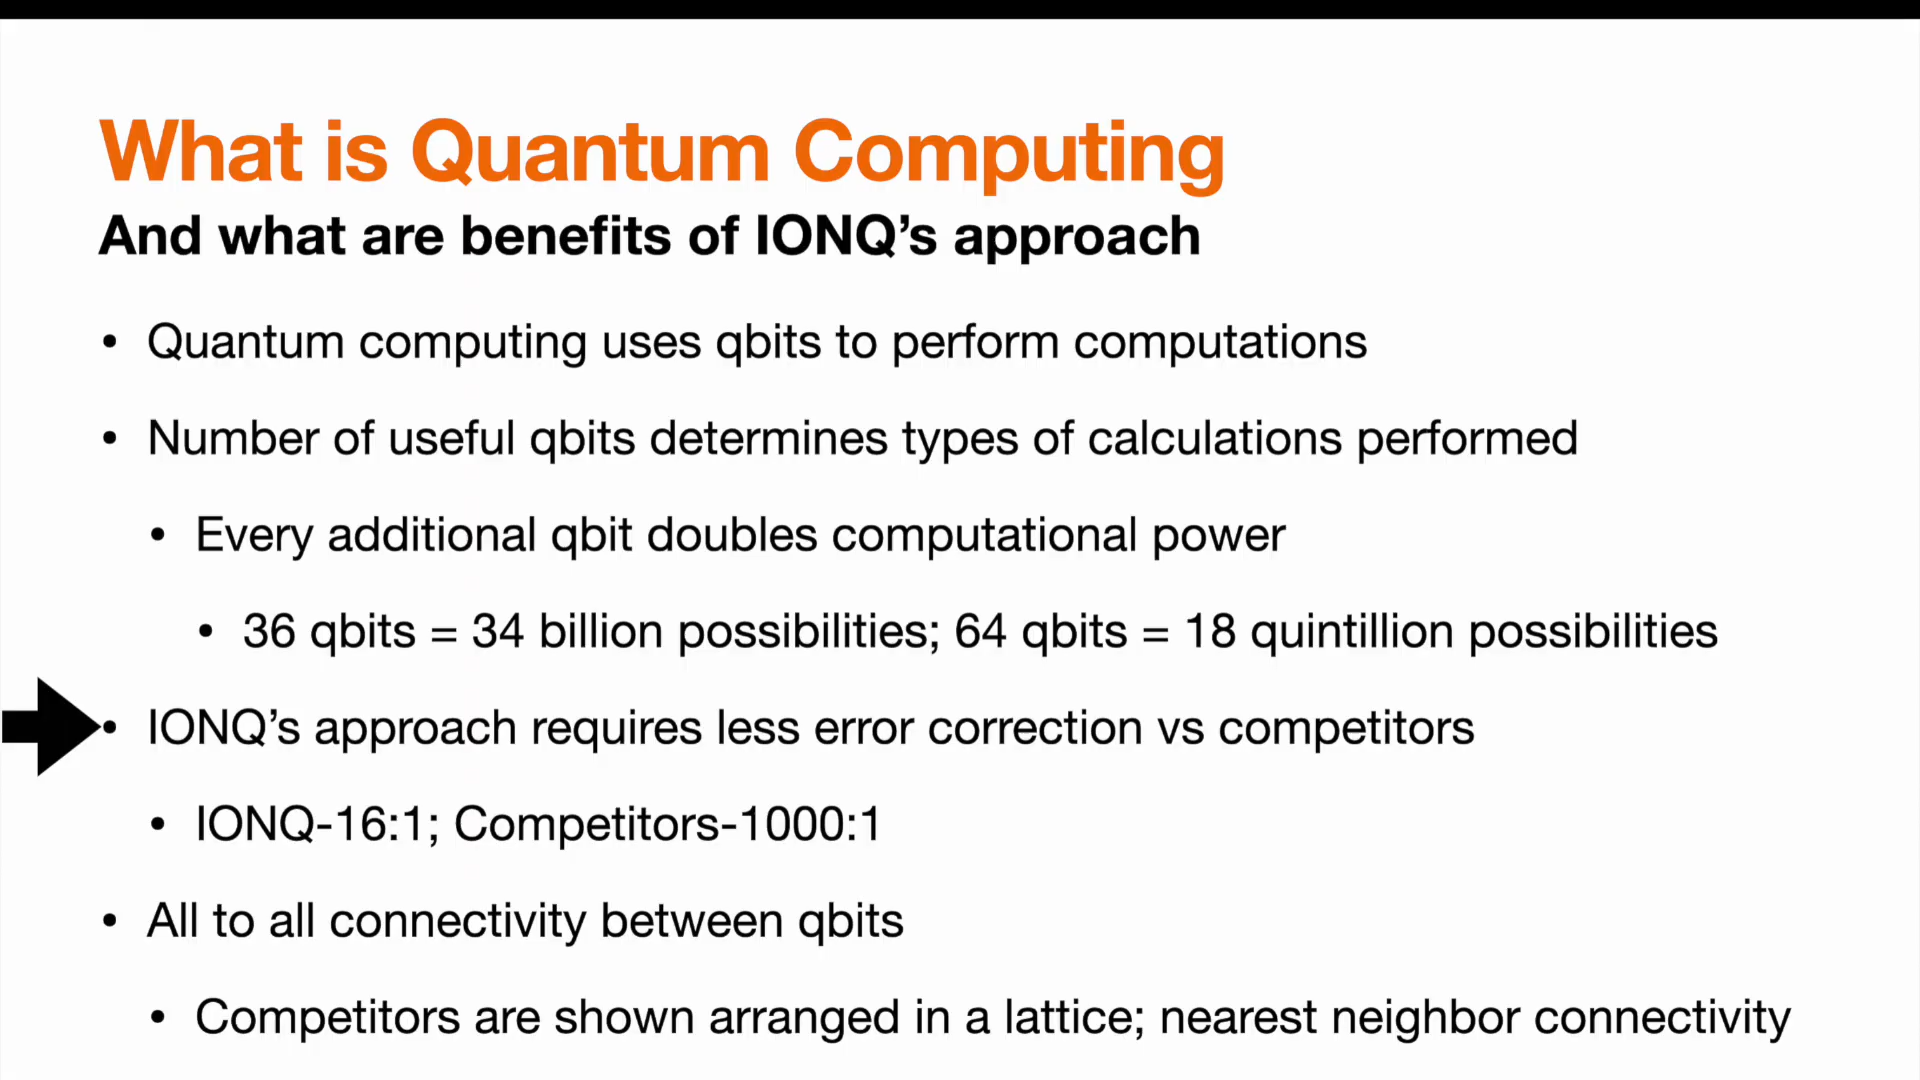 What is Quantum Computing
And what are benefits of IONQ’s approach
• Quantum computing uses qbits to perform computations
• Number of useful qbits determines types of calculations performed
• Every additional qbit doubles computational power
• 36 qbits = 34 billion possibilities; 64 qbits = 18 quintillion possibilities
• IONQ’s approach requires less error correction vs competitors
• IONQ-16:1; Competitors-1000:1
• All to all connectivity between qbits
• Competitors are shown arranged in a lattice; nearest neighbor connectivity